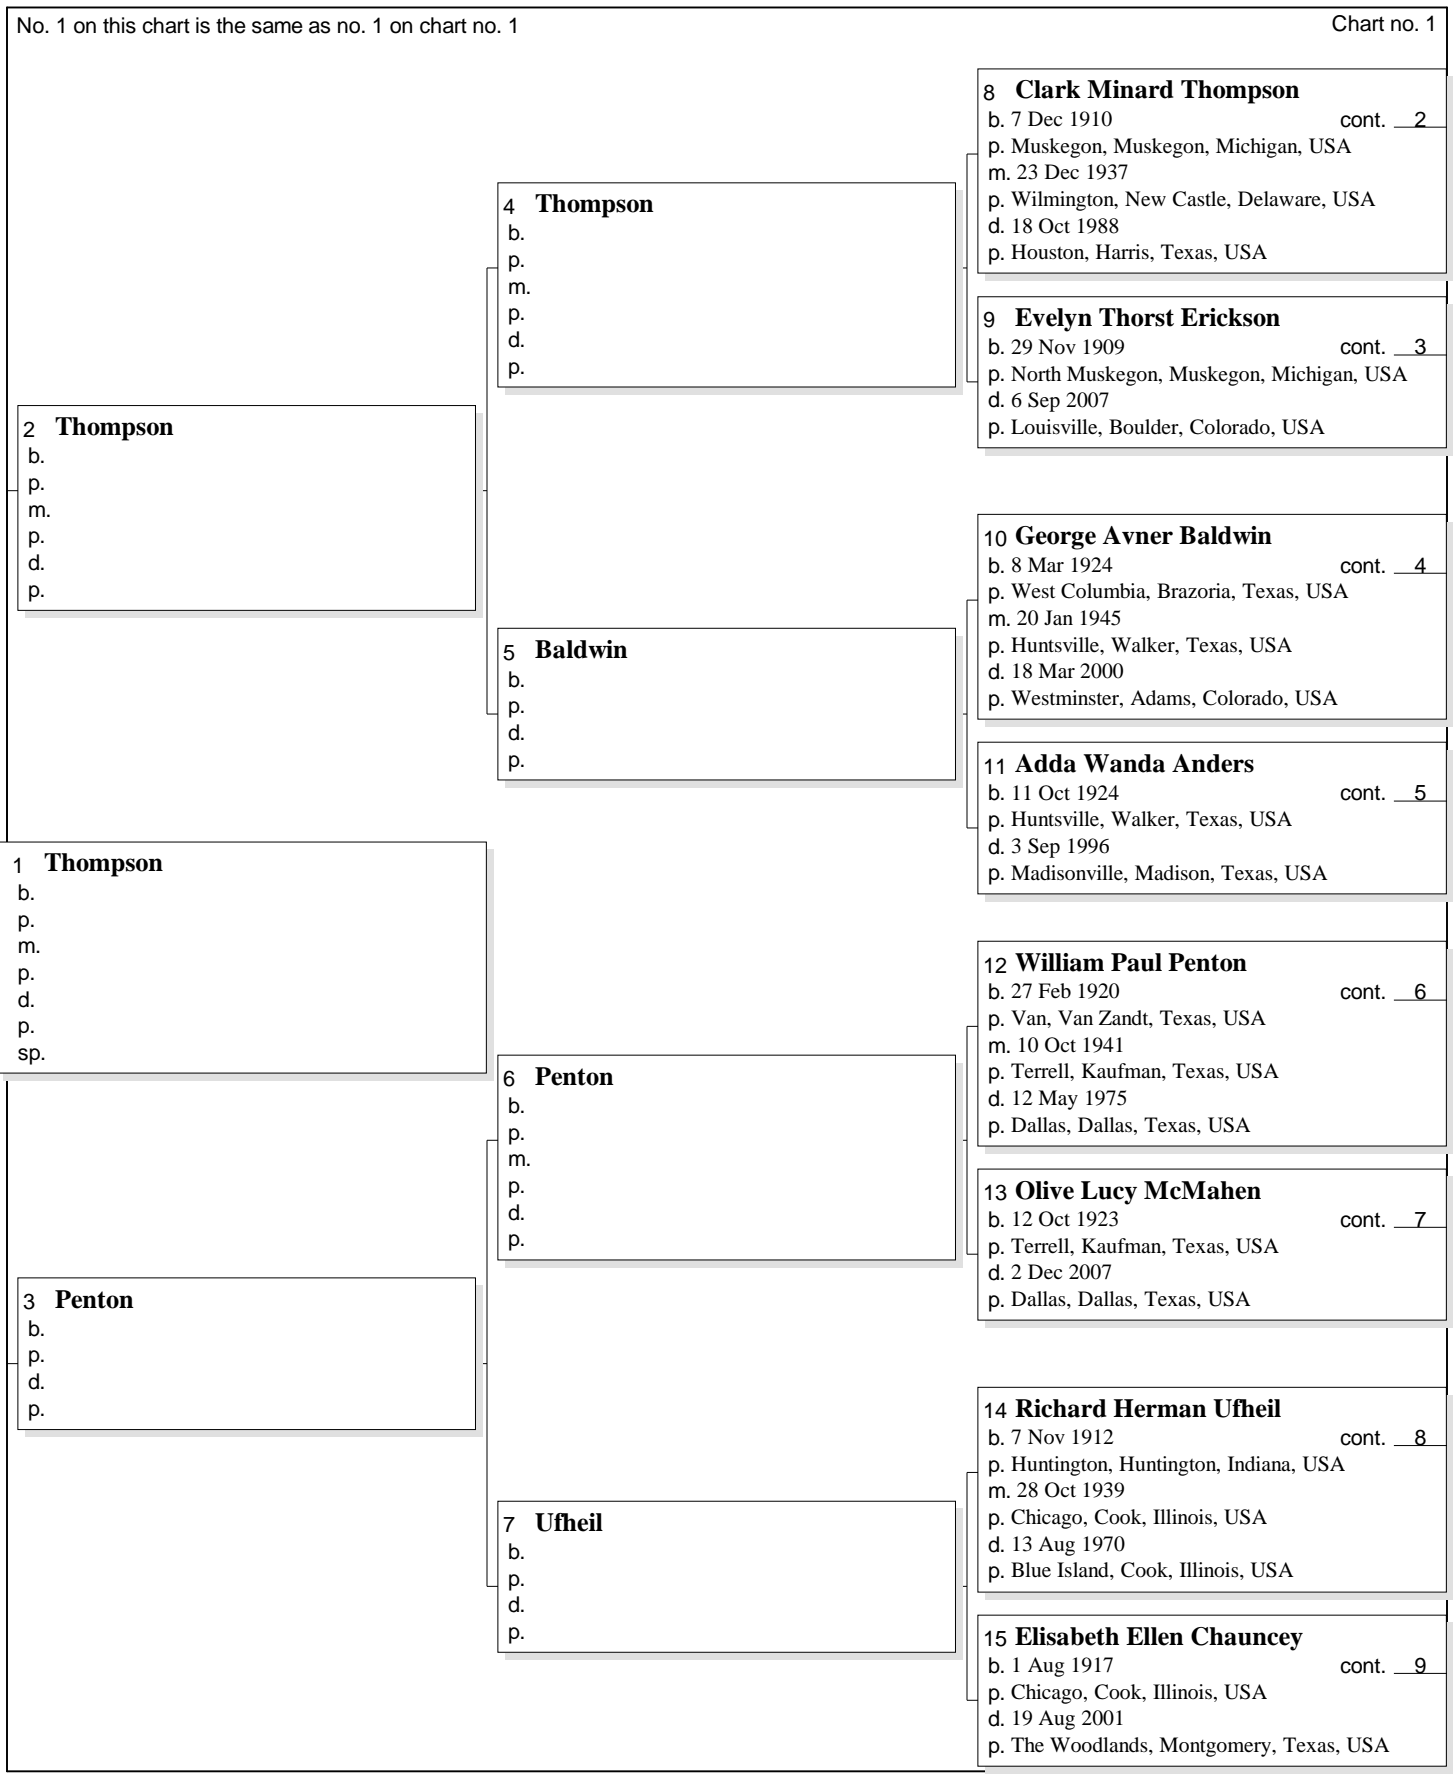 No. 1 on this chart is the same as no. 1 on chart no. 1
Chart no. 1
8 Clark Minard Thompson
b. 7 Dec 1910 cont. 2
p. Muskegon, Muskegon, Michigan, USA
m. 23 Dec 1937
p. Wilmington, New Castle, Delaware, USA
d. 18 Oct 1988
p. Houston, Harris, Texas, USA
4 Thompson
b.
p.
m.
p.
d.
p.
9 Evelyn Thorst Erickson
b. 29 Nov 1909 cont. 3
p. North Muskegon, Muskegon, Michigan, USA
d. 6 Sep 2007
p. Louisville, Boulder, Colorado, USA
2 Thompson
b.
p.
m.
p.
d.
p.
10 George Avner Baldwin
b. 8 Mar 1924 cont. 4
p. West Columbia, Brazoria, Texas, USA
m. 20 Jan 1945
p. Huntsville, Walker, Texas, USA
d. 18 Mar 2000
p. Westminster, Adams, Colorado, USA
5 Baldwin
b.
p.
d.
p.
11 Adda Wanda Anders
b. 11 Oct 1924 cont. 5
p. Huntsville, Walker, Texas, USA
d. 3 Sep 1996
p. Madisonville, Madison, Texas, USA
1 Thompson
b.
p.
m.
p.
d.
p.
sp.
12 William Paul Penton
b. 27 Feb 1920 cont. 6
p. Van, Van Zandt, Texas, USA
m. 10 Oct 1941
p. Terrell, Kaufman, Texas, USA
d. 12 May 1975
p. Dallas, Dallas, Texas, USA
6 Penton
b.
p.
m.
p.
d.
p.
13 Olive Lucy McMahen
b. 12 Oct 1923 cont. 7
p. Terrell, Kaufman, Texas, USA
d. 2 Dec 2007
p. Dallas, Dallas, Texas, USA
3 Penton
b.
p.
d.
p.
14 Richard Herman Ufheil
b. 7 Nov 1912 cont. 8
p. Huntington, Huntington, Indiana, USA
m. 28 Oct 1939
p. Chicago, Cook, Illinois, USA
d. 13 Aug 1970
p. Blue Island, Cook, Illinois, USA
7 Ufheil
b.
p.
d.
p.
15 Elisabeth Ellen Chauncey
b. 1 Aug 1917 cont. 9
p. Chicago, Cook, Illinois, USA
d. 19 Aug 2001
p. The Woodlands, Montgomery, Texas, USA